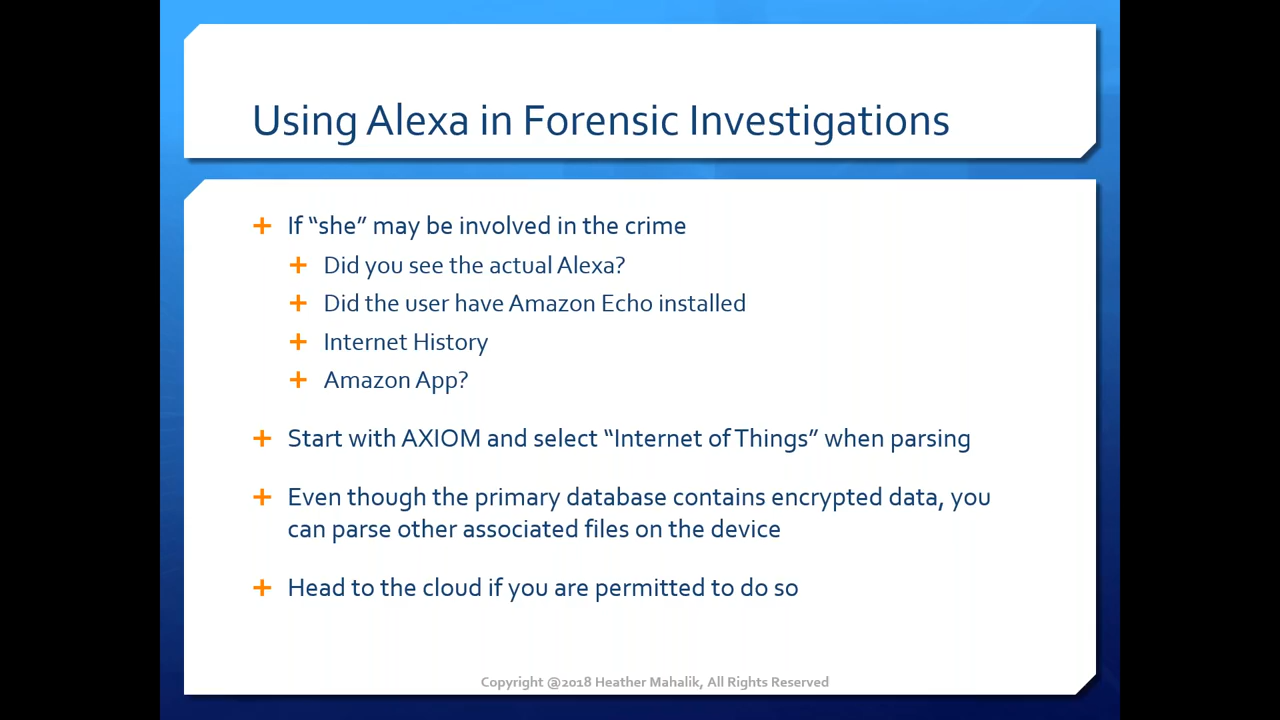 Using Alexa in Forensic Investigations
If “she” may be involved in the crime
Did you see the actual Alexa?
Did the user have Amazon Echo installed
Internet History
Amazon App?
Start with AXIOM and select “Internet of Things” when parsing
Even though the primary database contains encrypted data, you
can parse other associated files on the device
Head to the cloud if you are permitted to do so
Copyright @2018 Heather Mahalik, All Rights Reserved